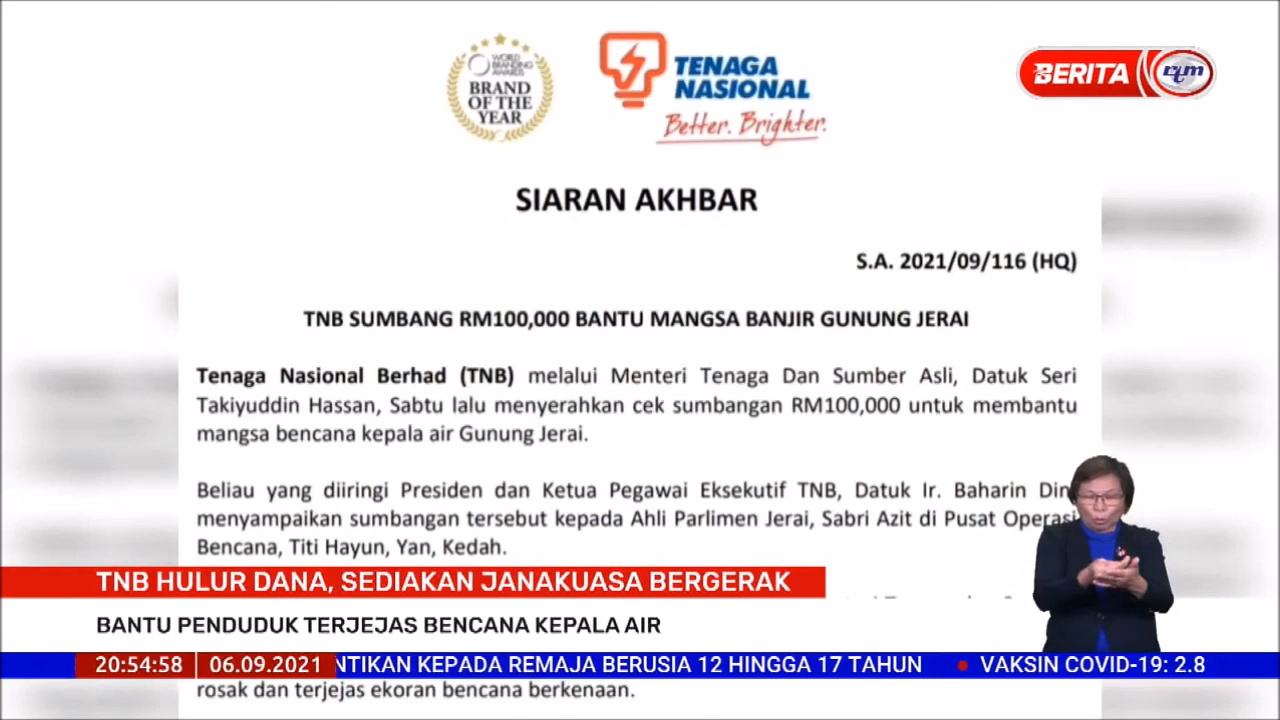 WORLD
BRANDING
AWARDS
BRAND
OF THE
YEAR
TENAGA
NASIONAL
Better. Brighter.
BERITA rtm
SIARAN AKHBAR
S.A. 2021/09/116 (HQ)
TNB SUMBANG RM100,000 BANTU MANGSA BANJIR GUNUNG JERAI
Tenaga Nasional Berhad (TNB) melalui Menteri Tenaga Dan Sumber Asli, Datuk Seri
Takiyuddin Hassan, Sabtu lalu menyerahkan cek sumbangan RM100,000 untuk membantu
mangsa bencana kepala air Gunung Jerai.
Beliau yang diiringi Presiden dan Ketua Pegawai Eksekutif TNB, Datuk Ir. Baharin Din,
menyampaikan sumbangan tersebut kepada Ahli Parlimen Jerai, Sabri Azit di Pusat Operasi
Bencana, Titi Hayun, Yan, Kedah.
TNB HULUR DANA, SEDIAKAN JANAKUASA BERGERAK
BANTU PENDUDUK TERJEJAS BENCANA KEPALA AIR
20:54:58 06.09.2021 NTIKAN KEPADA REMAJA BERUSIA 12 HINGGA 17 TAHUN • VAKSIN COVID-19: 2.8
rosak dan terjejas ekoran bencana berkenaan.